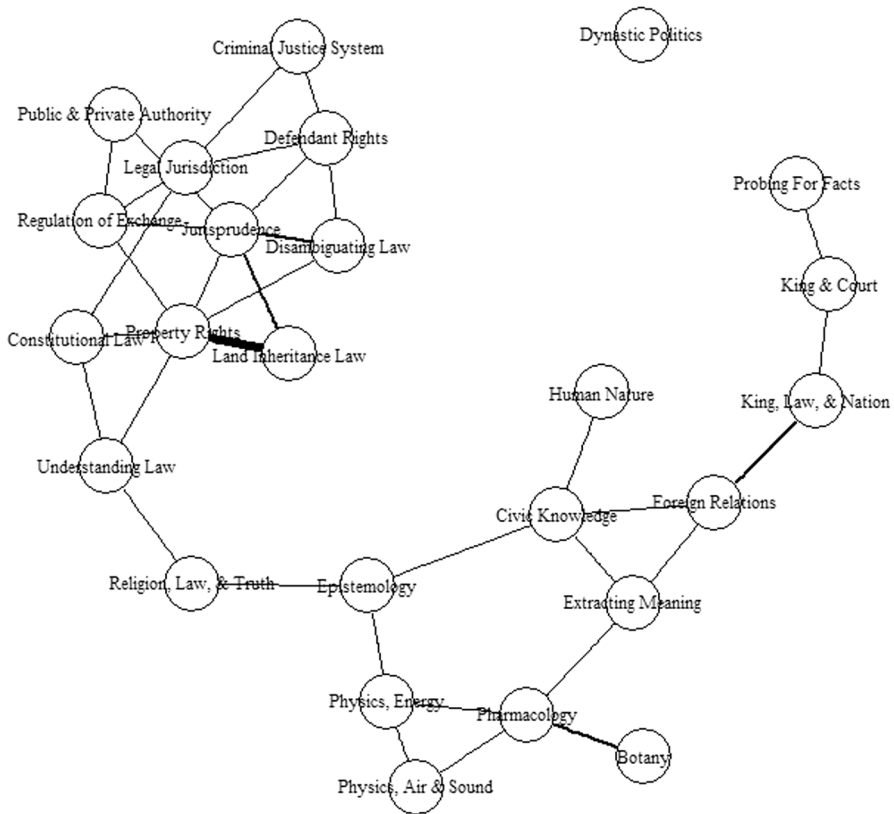 Dynastic Politics
Criminal Justice System
Public & Private Authority
Defendant Rights
Legal Jurisdiction
Probing For Facts
Regulation of Exchange
Jurisprudence
Disambiguating Law
King & Court
Constitutional Law
Property Rights
Land Inheritance Law
Human Nature
King, Law, & Nation
Understanding Law
Civic Knowledge
Foreign Relations
Religion, Law, & Truth
Epistemology
Extracting Meaning
Physics, Energy
Pharmacology
Botany
Physics, Air & Sound